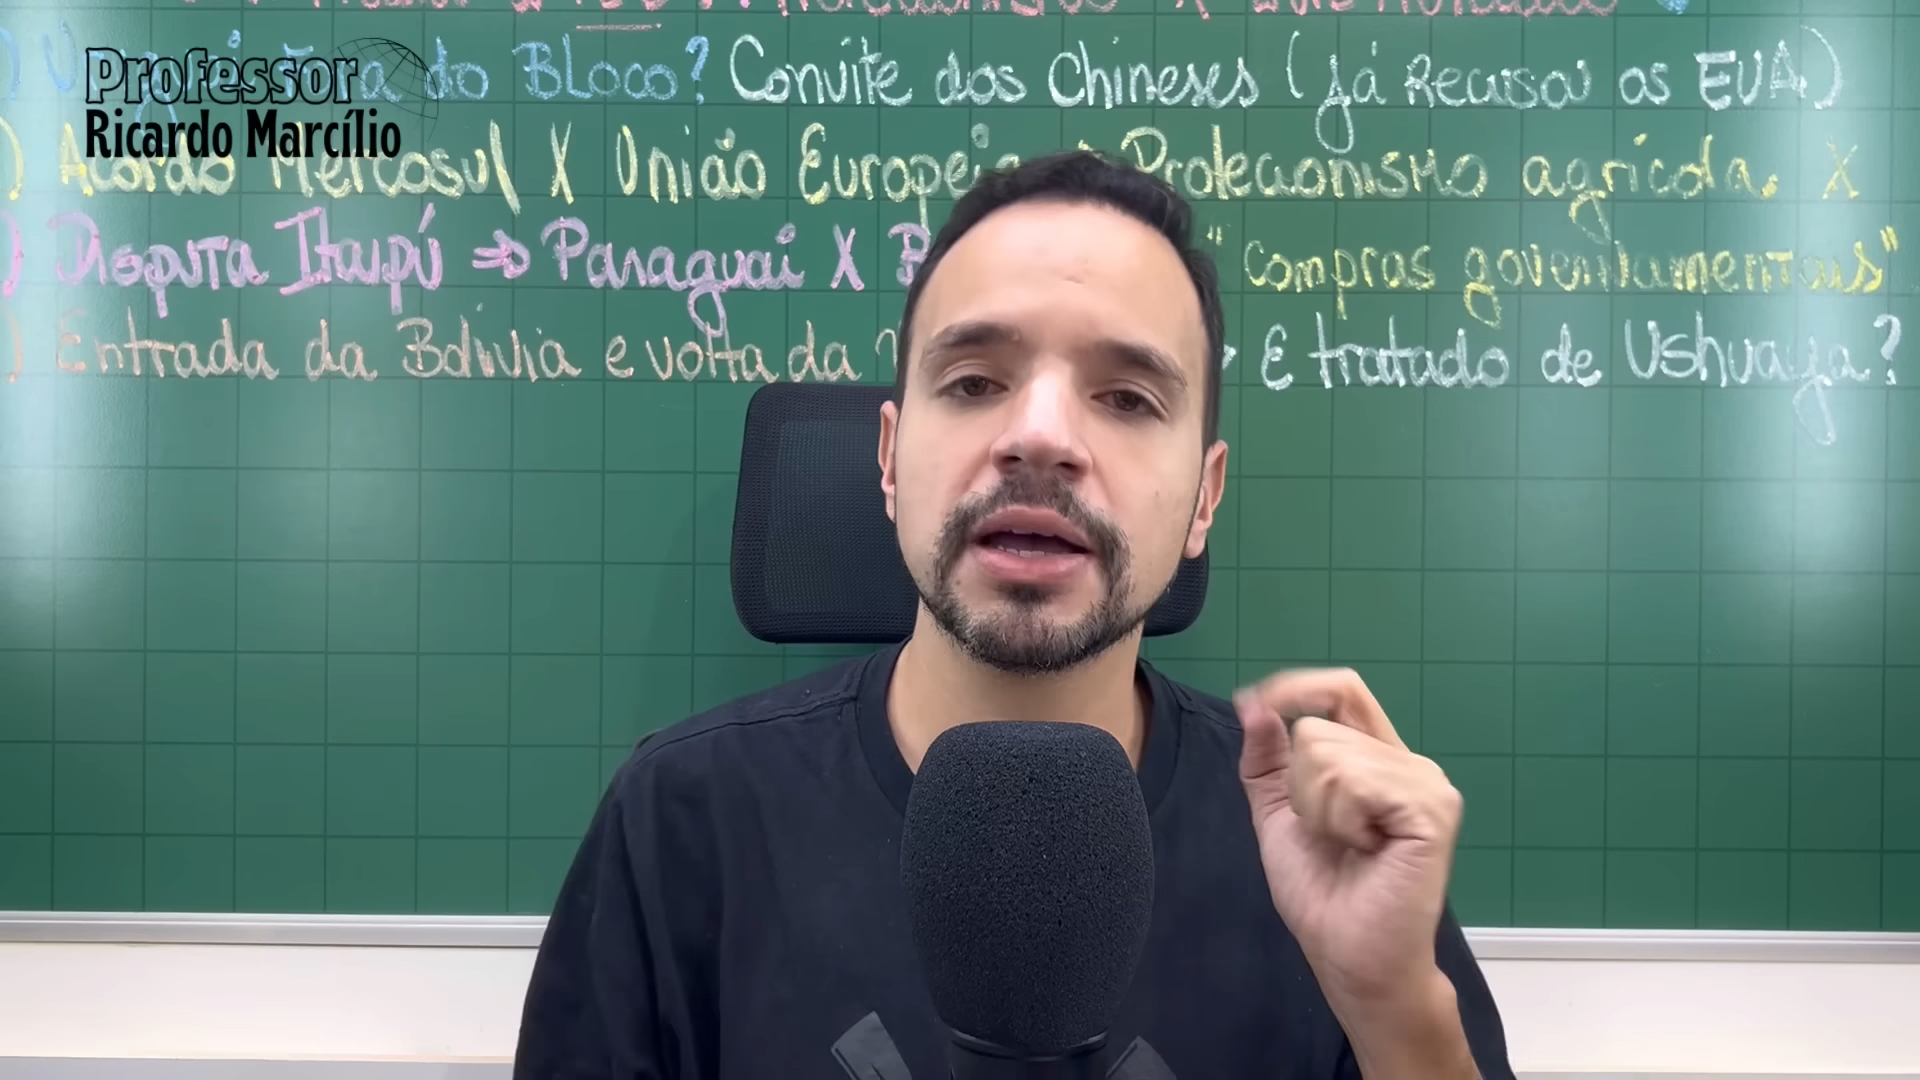 Professor
Ricardo Marcílio
do Bloco? Convite dos Chineses (já Recusou os EUA)
Acordo Mercosul X União Europeia Protecionismo agrícola. X
Disputa Itaipú ⇒ Paraguai X B "compras governamentais"
Entrada da Bolívia e volta da E tratado de Ushuaya?